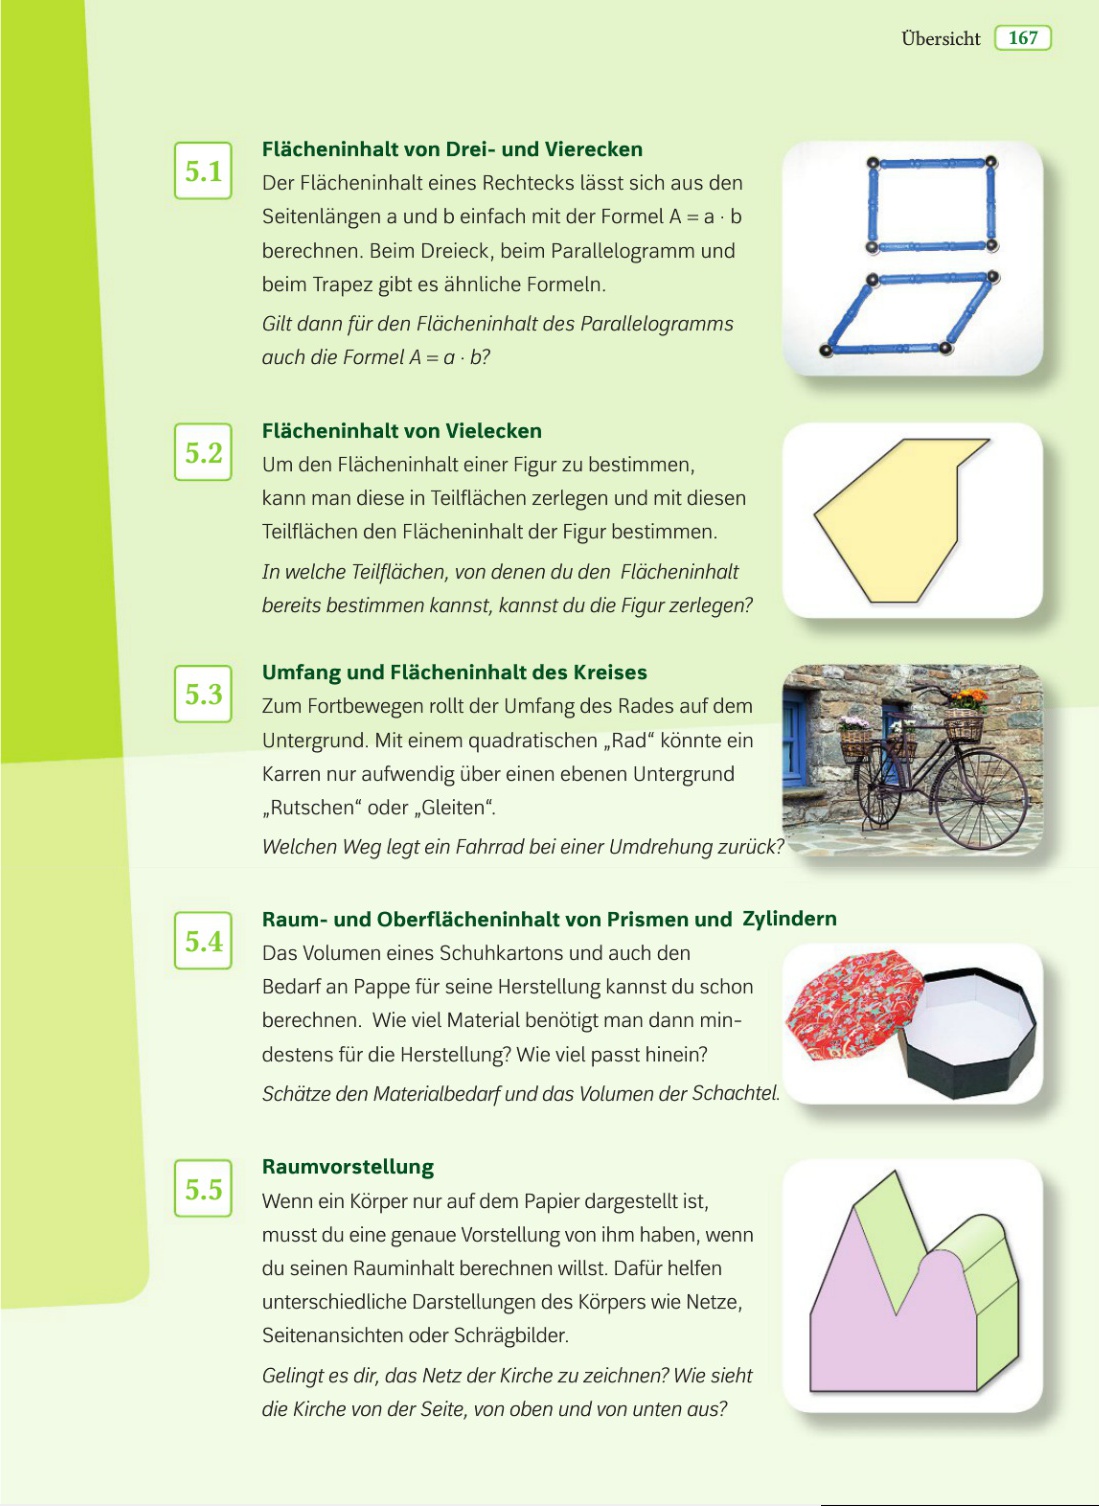 Übersicht 167
5.1
Flächeninhalt von Drei- und Vierecken
Der Flächeninhalt eines Rechtecks lässt sich aus den
Seitenlängen a und b einfach mit der Formel A = a · b
berechnen. Beim Dreieck, beim Parallelogramm und
beim Trapez gibt es ähnliche Formeln.
Gilt dann für den Flächeninhalt des Parallelogramms
auch die Formel A = a · b?
5.2
Flächeninhalt von Vielecken
Um den Flächeninhalt einer Figur zu bestimmen,
kann man diese in Teilflächen zerlegen und mit diesen
Teilflächen den Flächeninhalt der Figur bestimmen.
In welche Teilflächen, von denen du den Flächeninhalt
bereits bestimmen kannst, kannst du die Figur zerlegen?
5.3
Umfang und Flächeninhalt des Kreises
Zum Fortbewegen rollt der Umfang des Rades auf dem
Untergrund. Mit einem quadratischen „Rad“ könnte ein
Karren nur aufwendig über einen ebenen Untergrund
„Rutschen“ oder „Gleiten“.
Welchen Weg legt ein Fahrrad bei einer Umdrehung zurück?
5.4
Raum- und Oberflächeninhalt von Prismen und Zylindern
Das Volumen eines Schuhkartons und auch den
Bedarf an Pappe für seine Herstellung kannst du schon
berechnen. Wie viel Material benötigt man dann min-
destens für die Herstellung? Wie viel passt hinein?
Schätze den Materialbedarf und das Volumen der Schachtel.
5.5
Raumvorstellung
Wenn ein Körper nur auf dem Papier dargestellt ist,
musst du eine genaue Vorstellung von ihm haben, wenn
du seinen Rauminhalt berechnen willst. Dafür helfen
unterschiedliche Darstellungen des Körpers wie Netze,
Seitenansichten oder Schrägbilder.
Gelingt es dir, das Netz der Kirche zu zeichnen? Wie sieht
die Kirche von der Seite, von oben und von unten aus?